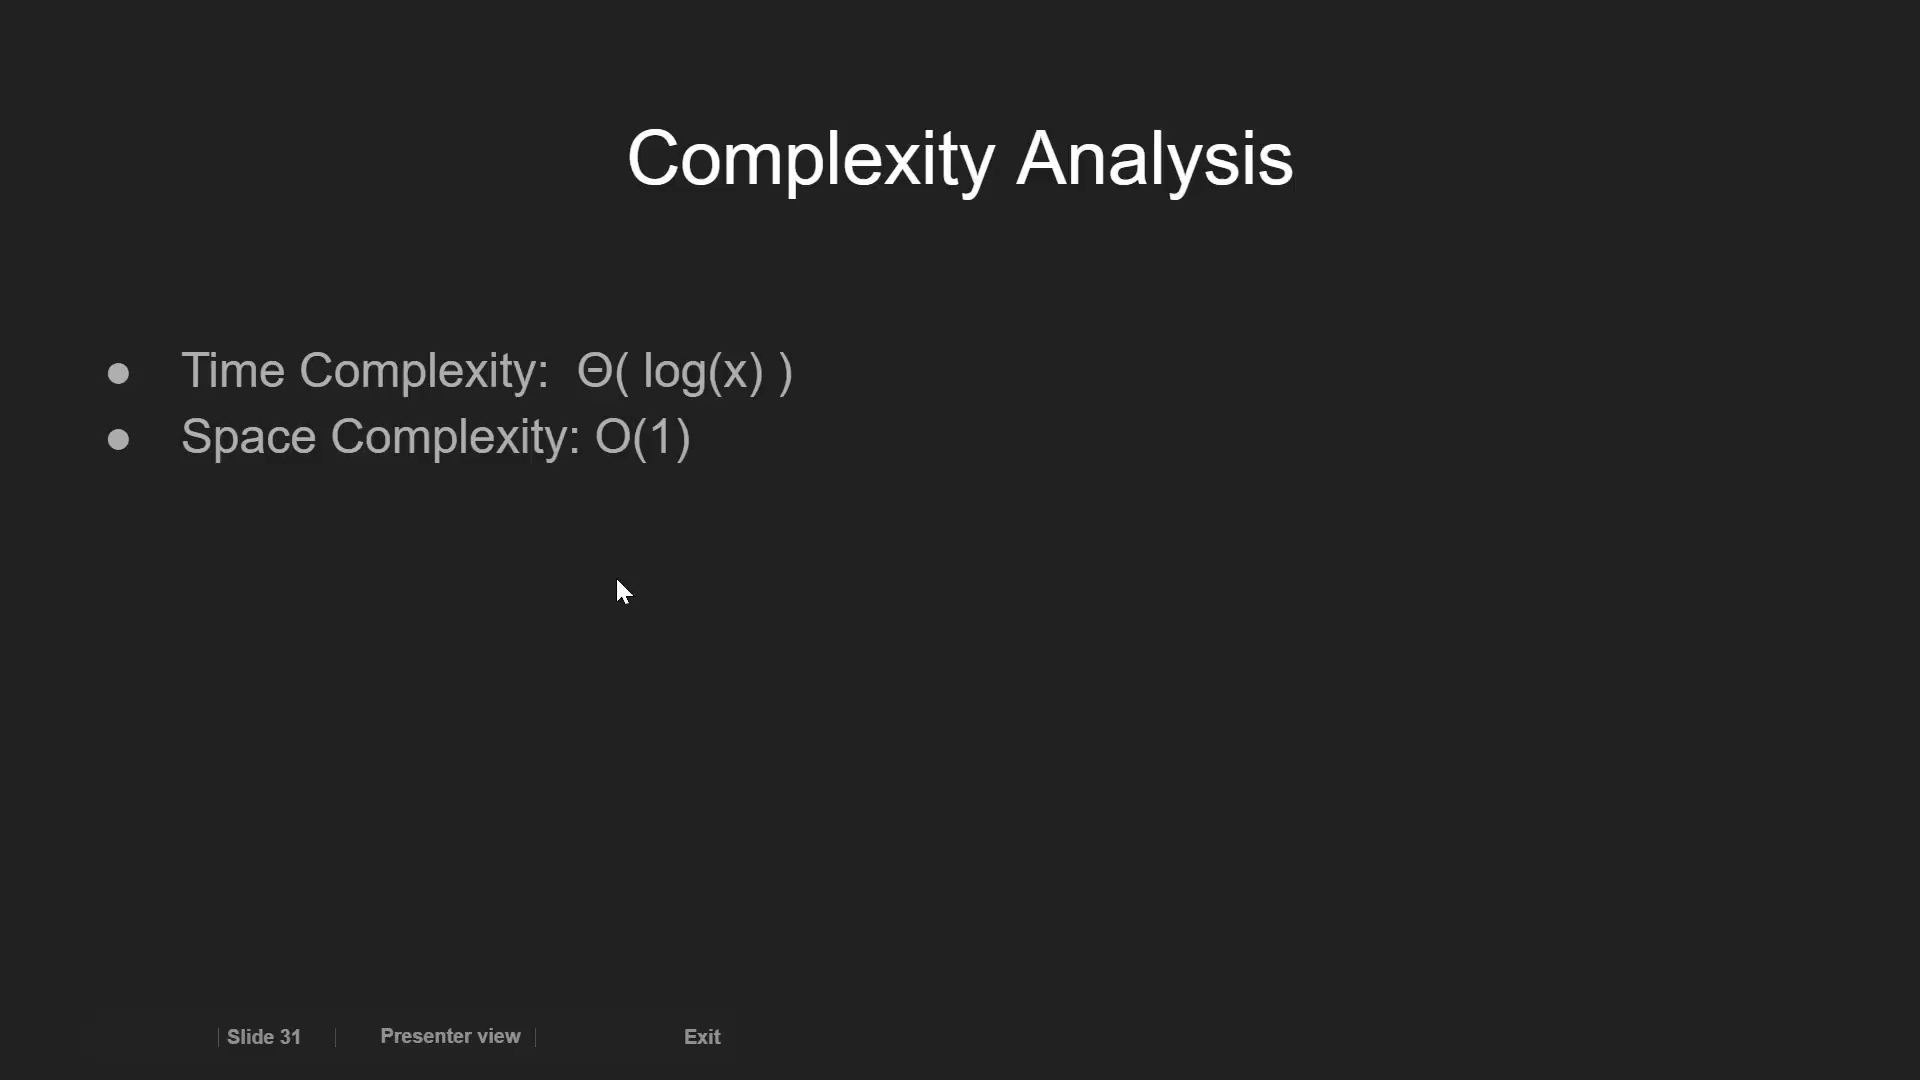 Complexity Analysis
● Time Complexity: Θ( log(x) )
● Space Complexity: O(1)
Slide 31 Presenter view Exit